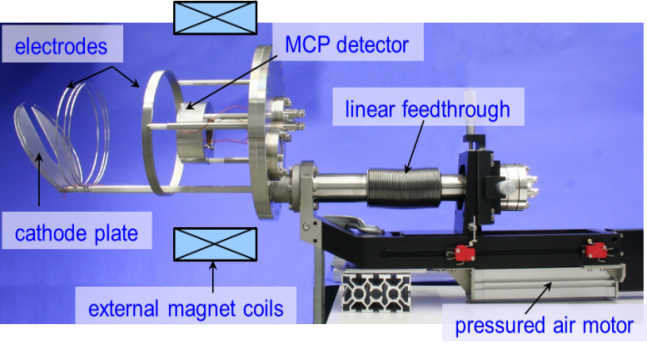 electrodes
MCP detector
linear feedthrough
cathode plate
external magnet coils
pressured air motor